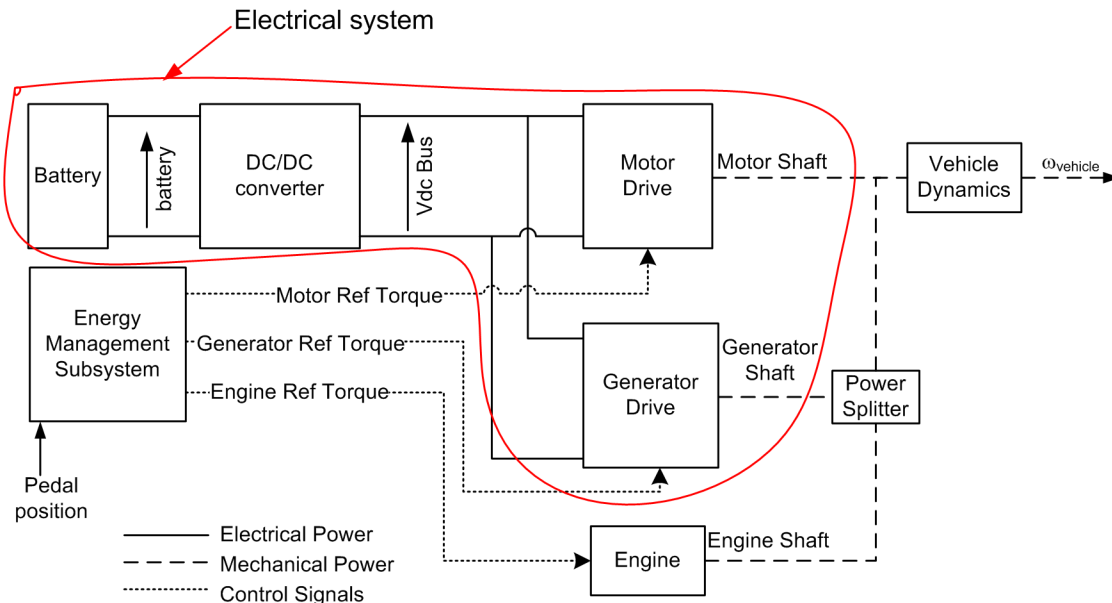 Electrical system
Battery
battery
DC/DC
converter
Vdc Bus
Motor
Drive
Motor Shaft
Vehicle
Dynamics
ωvehicle
Energy
Management
Subsystem
Motor Ref Torque
Generator Ref Torque
Engine Ref Torque
Generator
Drive
Generator
Shaft
Power
Splitter
Pedal
position
Engine
Engine Shaft
Electrical Power
Mechanical Power
Control Signals